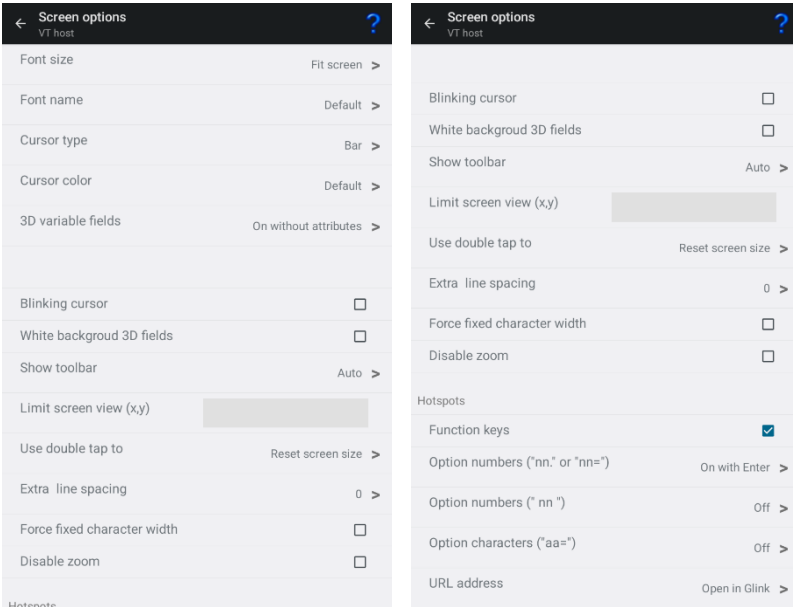 Screen options
VT host
?
Font size Fit screen >
Font name Default >
Cursor type Bar >
Cursor color Default >
3D variable fields On without attributes >
Blinking cursor
White backgroud 3D fields
Show toolbar Auto >
Limit screen view (x,y)
Use double tap to Reset screen size >
Extra line spacing 0 >
Force fixed character width
Disable zoom
Hotspots
Screen options
VT host
?
Blinking cursor
White backgroud 3D fields
Show toolbar Auto >
Limit screen view (x,y)
Use double tap to Reset screen size >
Extra line spacing 0 >
Force fixed character width
Disable zoom
Hotspots
Function keys
Option numbers ("nn." or "nn=") On with Enter >
Option numbers (" nn ") Off >
Option characters ("aa=") Off >
URL address Open in Glink >